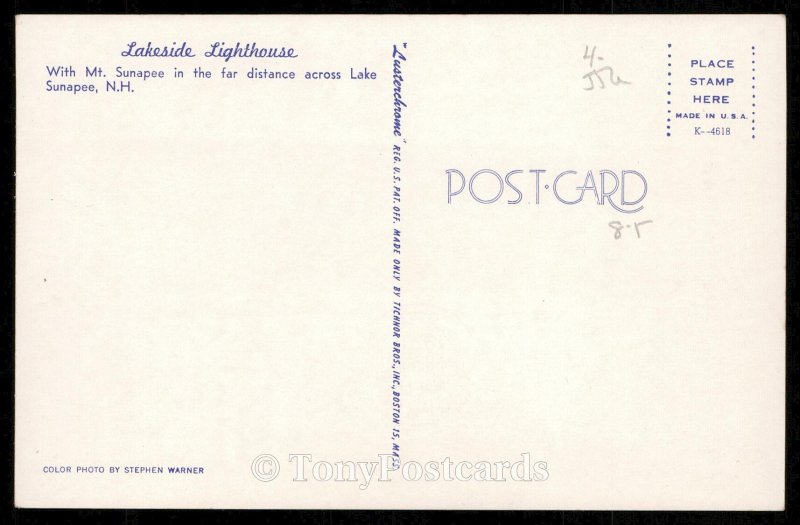 Lakeside Lighthouse
With Mt. Sunapee in the far distance across Lake
Sunapee, N.H.
"Lusterchrome" REG. U.S. PAT. OFF. MADE ONLY BY TICHNOR BROS., INC., BOSTON 15, MASS.
4-
PLACE
STAMP
HERE
MADE IN U.S.A.
K--4618
POST-CARD
8-5
COLOR PHOTO BY STEPHEN WARNER
© TonyPostcards